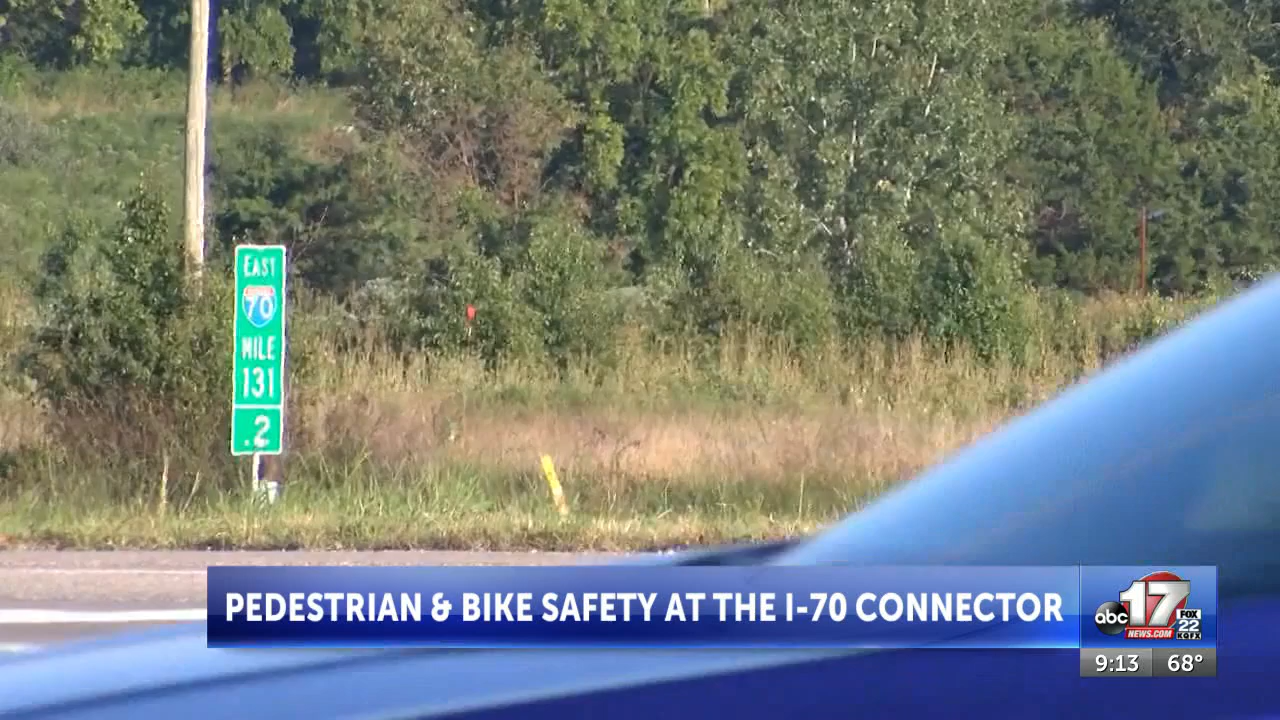 EAST
70
MILE
131
.2
PEDESTRIAN & BIKE SAFETY AT THE I-70 CONNECTOR
abc 17
NEWS.COM
FOX
22
KQFX
9:13 68°